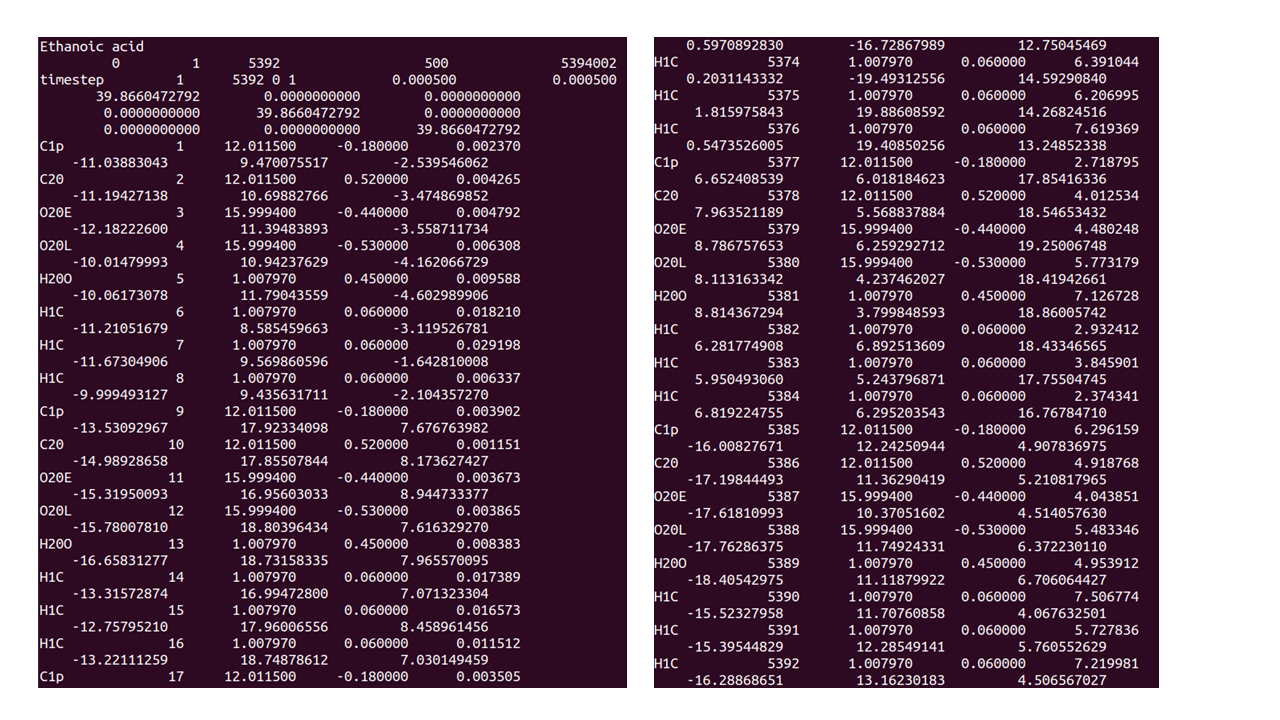 Ethanoic acid
0 1 5392 500 5394002
timestep 1 5392 0 1 0.000500 0.000500
39.8660472792 0.0000000000 0.0000000000
0.0000000000 39.8660472792 0.0000000000
0.0000000000 0.0000000000 39.8660472792
C1p 1 12.011500 -0.180000 0.002370
-11.03883043 9.470075517 -2.539546062
C20 2 12.011500 0.520000 0.004265
-11.19427138 10.69882766 -3.474869852
O20E 3 15.999400 -0.440000 0.004792
-12.18222600 11.39483893 -3.558711734
O20L 4 15.999400 -0.530000 0.006308
-10.01479993 10.94237629 -4.162066729
H20O 5 1.007970 0.450000 0.009588
-10.06173078 11.79043559 -4.602989906
H1C 6 1.007970 0.060000 0.018210
-11.21051679 8.585459663 -3.119526781
H1C 7 1.007970 0.060000 0.029198
-11.67304906 9.569860596 -1.642810008
H1C 8 1.007970 0.060000 0.006337
-9.999493127 9.435631711 -2.104357270
C1p 9 12.011500 -0.180000 0.003902
-13.53092967 17.92334098 7.676763982
C20 10 12.011500 0.520000 0.001151
-14.98928658 17.85507844 8.173627427
O20E 11 15.999400 -0.440000 0.003673
-15.31950093 16.95603033 8.944733377
O20L 12 15.999400 -0.530000 0.003865
-15.78007810 18.80396434 7.616329270
H20O 13 1.007970 0.450000 0.008383
-16.65831277 18.73158335 7.965570095
H1C 14 1.007970 0.060000 0.017389
-13.31572874 16.99472800 7.071323304
H1C 15 1.007970 0.060000 0.016573
-12.75795210 17.96006556 8.458961456
H1C 16 1.007970 0.060000 0.011512
-13.22111259 18.74878612 7.030149459
C1p 17 12.011500 -0.180000 0.003505
0.5970892830 -16.72867989 12.75045469
H1C 5374 1.007970 0.060000 6.391044
0.2031143332 -19.49312556 14.59290840
H1C 5375 1.007970 0.060000 6.206995
1.815975843 19.88608592 14.26824516
H1C 5376 1.007970 0.060000 7.619369
0.5473526005 19.40850256 13.24852338
C1p 5377 12.011500 -0.180000 2.718795
6.652408539 6.018184623 17.85416336
C20 5378 12.011500 0.520000 4.012534
7.963521189 5.568837884 18.54653432
O20E 5379 15.999400 -0.440000 4.480248
8.786757653 6.259292712 19.25006748
O20L 5380 15.999400 -0.530000 5.773179
8.113163342 4.237462027 18.41942661
H20O 5381 1.007970 0.450000 7.126728
8.814367294 3.799848593 18.86005742
H1C 5382 1.007970 0.060000 2.932412
6.281774908 6.892513609 18.43346565
H1C 5383 1.007970 0.060000 3.845901
5.950493060 5.243796871 17.75504745
H1C 5384 1.007970 0.060000 2.374341
6.819224755 6.295203543 16.76784710
C1p 5385 12.011500 -0.180000 6.296159
-16.00827671 12.24250944 4.907836975
C20 5386 12.011500 0.520000 4.918768
-17.19844493 11.36290419 5.210817965
O20E 5387 15.999400 -0.440000 4.043851
-17.61810993 10.37051602 4.514057630
O20L 5388 15.999400 -0.530000 5.483346
-17.76286375 11.74924331 6.372230110
H20O 5389 1.007970 0.450000 4.953912
-18.40542975 11.11879922 6.706064427
H1C 5390 1.007970 0.060000 7.506774
-15.52327958 11.70760858 4.067632501
H1C 5391 1.007970 0.060000 5.727836
-15.39544829 12.28549141 5.760552629
H1C 5392 1.007970 0.060000 7.219981
-16.28868651 13.16230183 4.506567027